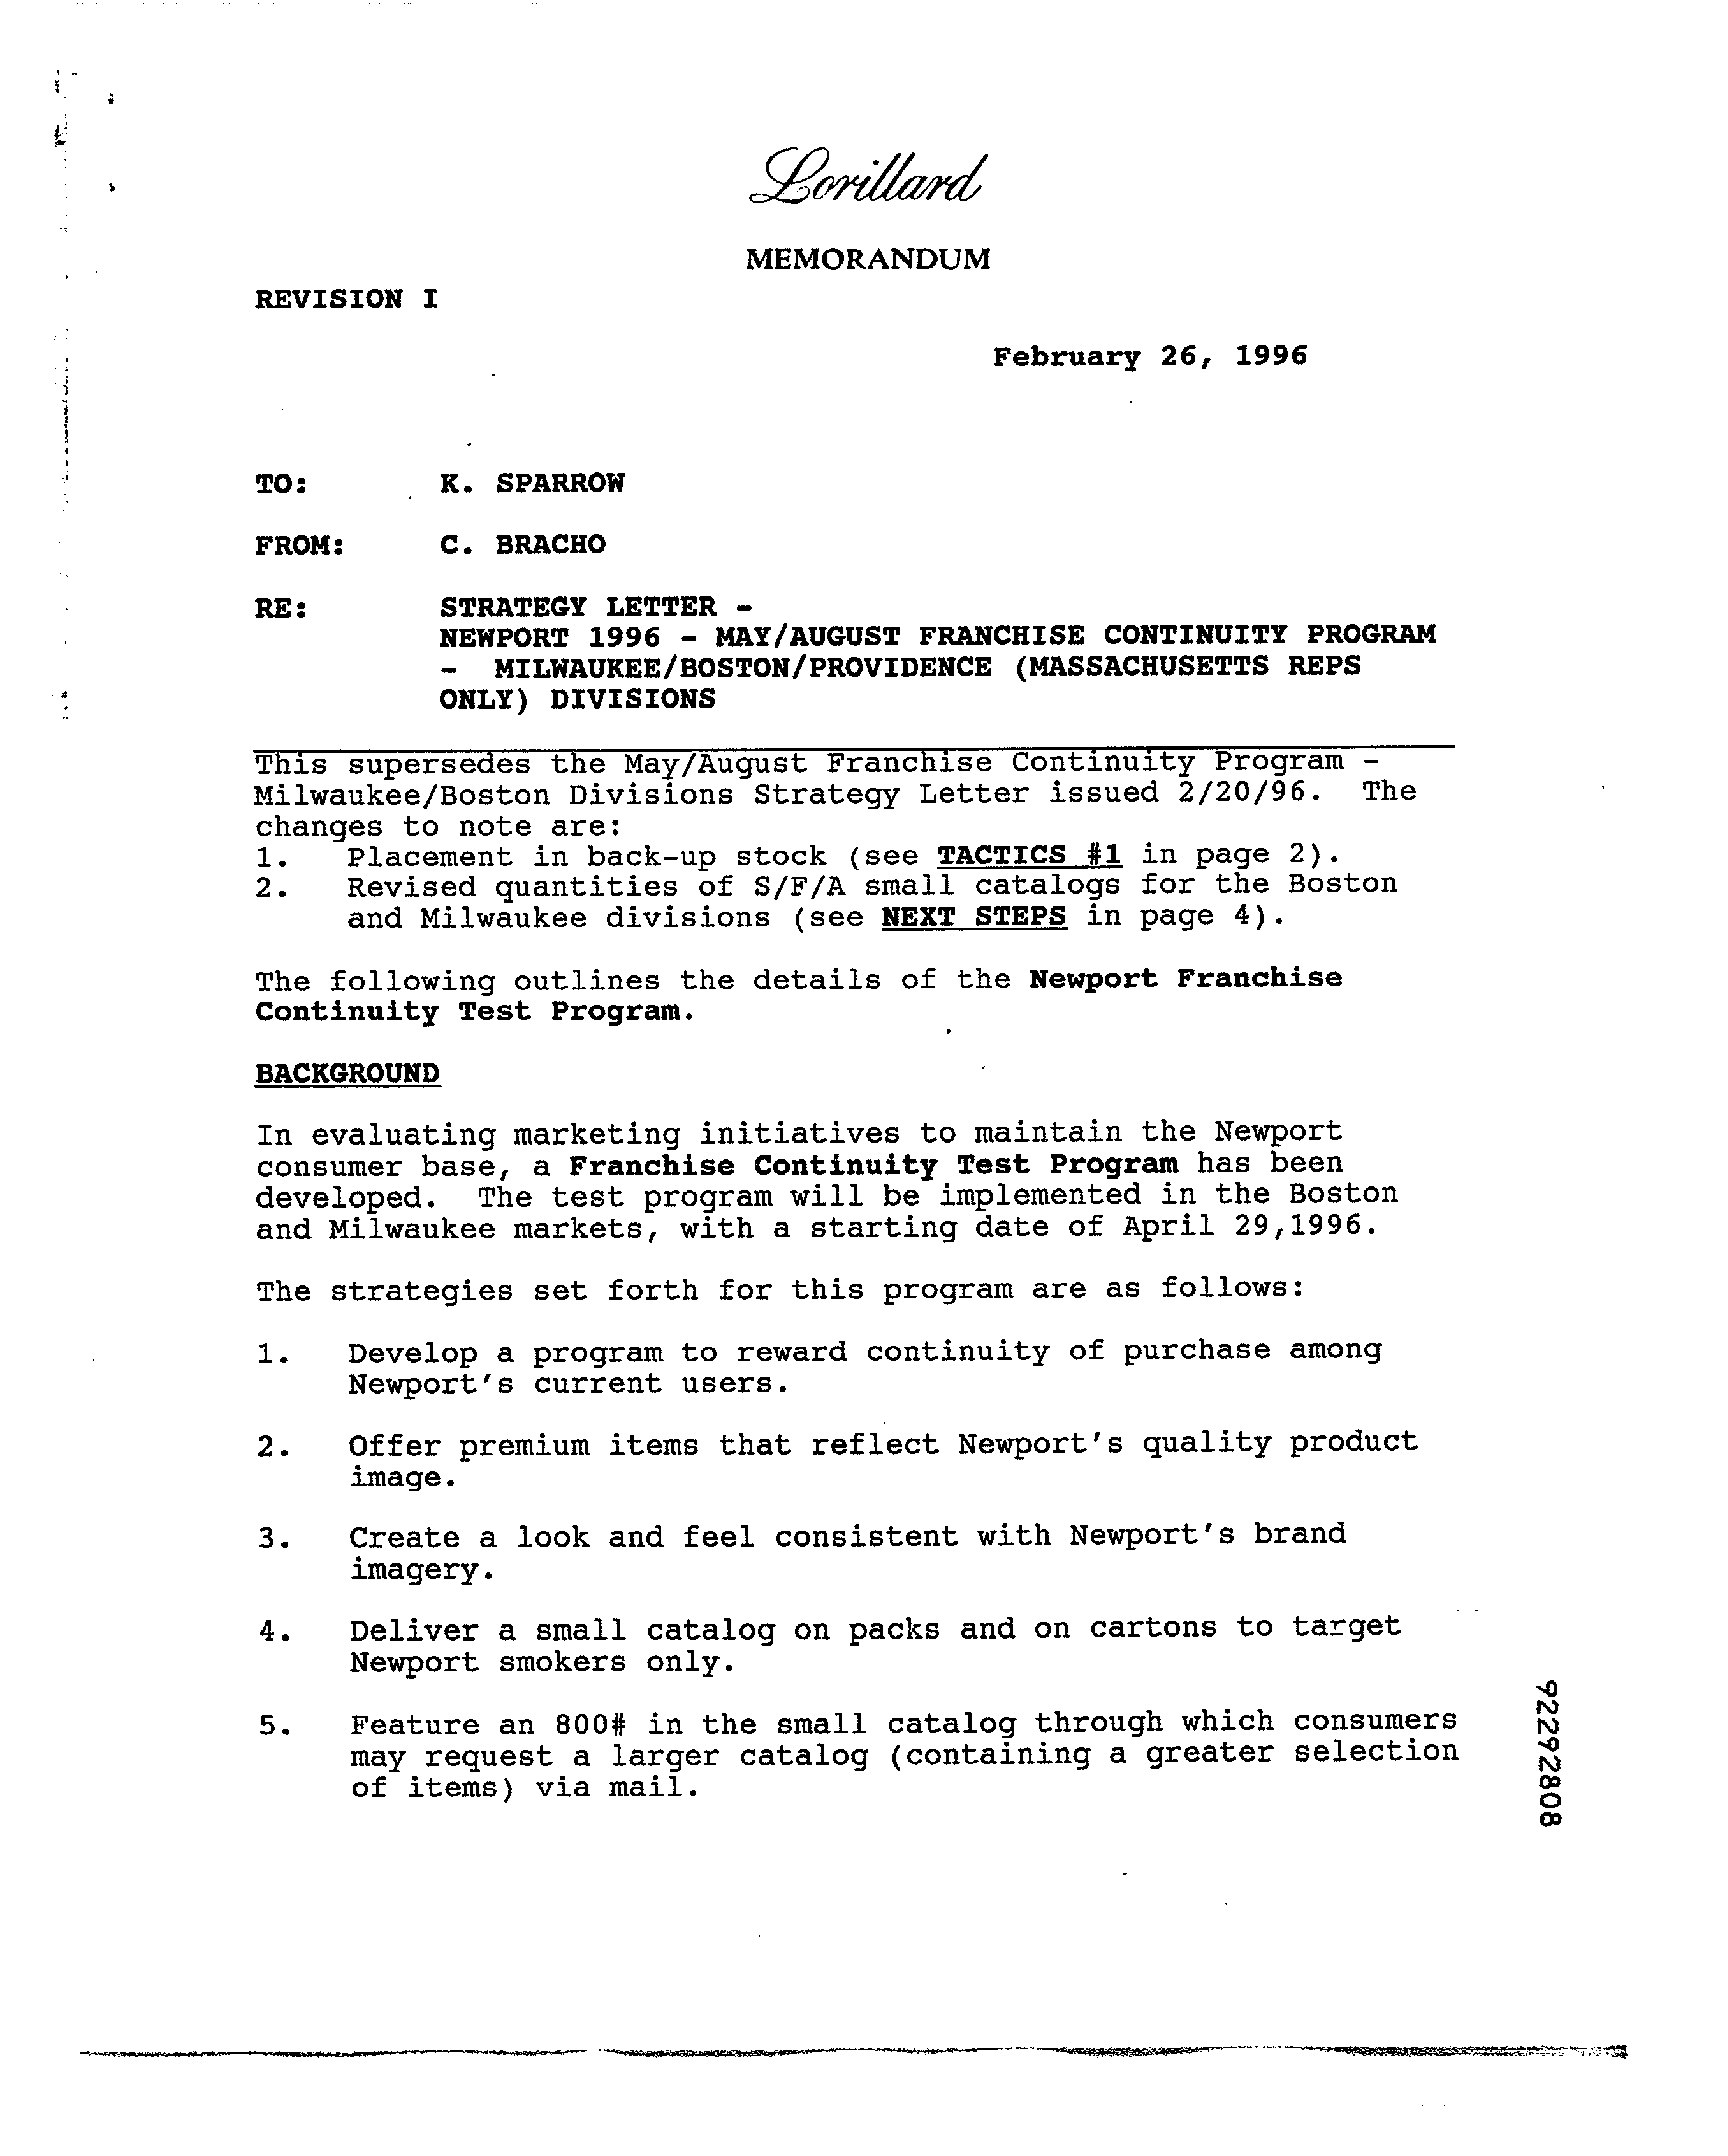 Lorillard
MEMORANDUM
REVISION I
February 26, 1996
TO: K. SPARROW
FROM: C. BRACHO
RE: STRATEGY LETTER -
NEWPORT 1996 - MAY/AUGUST FRANCHISE CONTINUITY PROGRAM
- MILWAUKEE/BOSTON/PROVIDENCE (MASSACHUSETTS REPS
ONLY) DIVISIONS
This supersedes the May/August Franchise Continuity Program -
Milwaukee/Boston Divisions Strategy Letter issued 2/20/96. The
changes to note are:
1. Placement in back-up stock (see TACTICS #1 in page 2).
2. Revised quantities of S/F/A small catalogs for the Boston
and Milwaukee divisions (see NEXT STEPS in page 4).
The following outlines the details of the Newport Franchise
Continuity Test Program.
BACKGROUND
In evaluating marketing initiatives to maintain the Newport
consumer base, a Franchise Continuity Test Program has been
developed. The test program will be implemented in the Boston
and Milwaukee markets, with a starting date of April 29,1996.
The strategies set forth for this program are as follows:
1. Develop a program to reward continuity of purchase among
Newport's current users.
2. Offer premium items that reflect Newport's quality product
image.
3. Create a look and feel consistent with Newport's brand
imagery.
4. Deliver a small catalog on packs and on cartons to target
Newport smokers only.
5. Feature an 800# in the small catalog through which consumers
may request a larger catalog (containing a greater selection
of items) via mail.
92292808